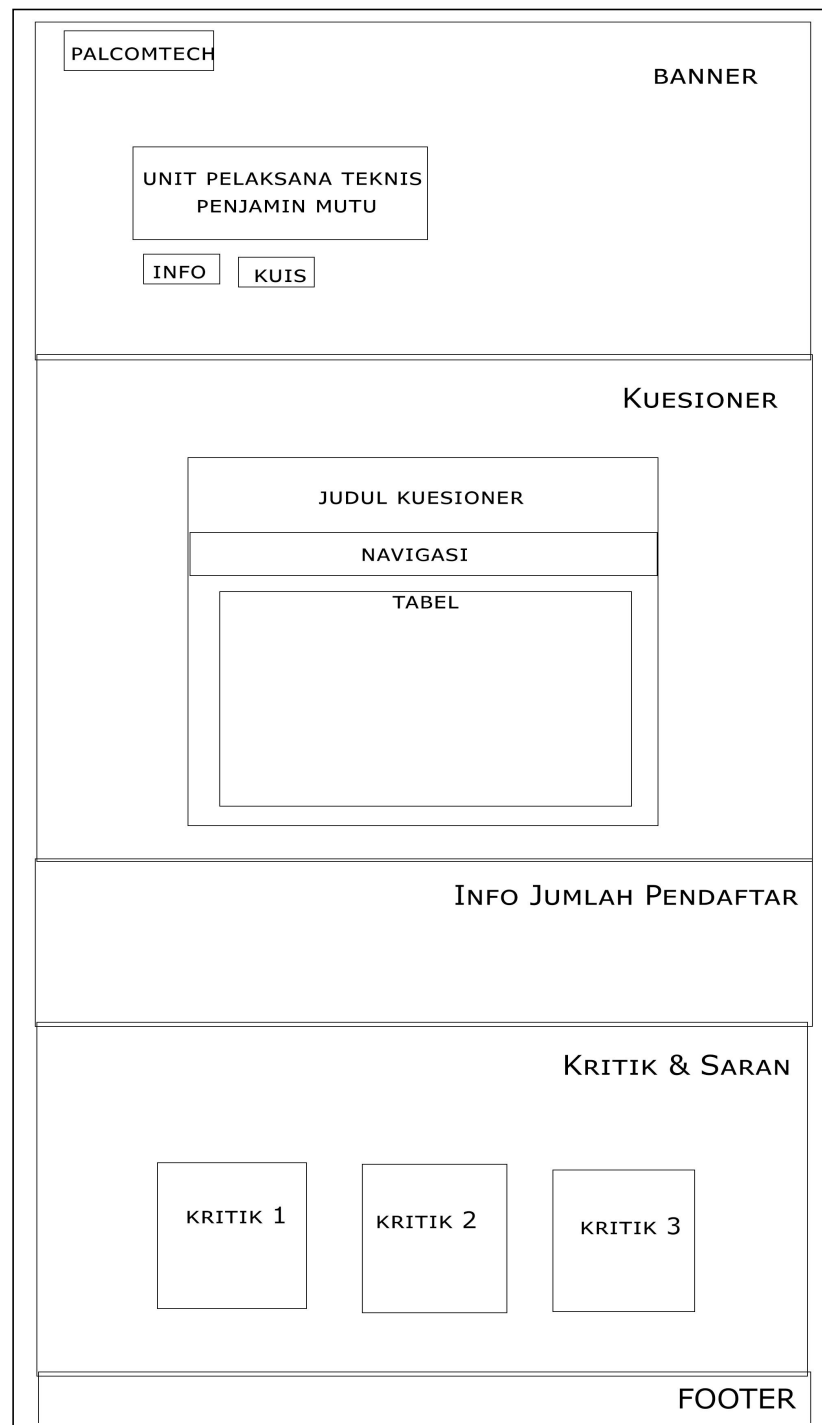 PALCOMTECH
BANNER
UNIT PELAKSANA TEKNIS
PENJAMIN MUTU
INFO
KUIS
KUESIONER
JUDUL KUESIONER
NAVIGASI
TABEL
INFO JUMLAH PENDAFTAR
KRITIK & SARAN
KRITIK 1
KRITIK 2
KRITIK 3
FOOTER